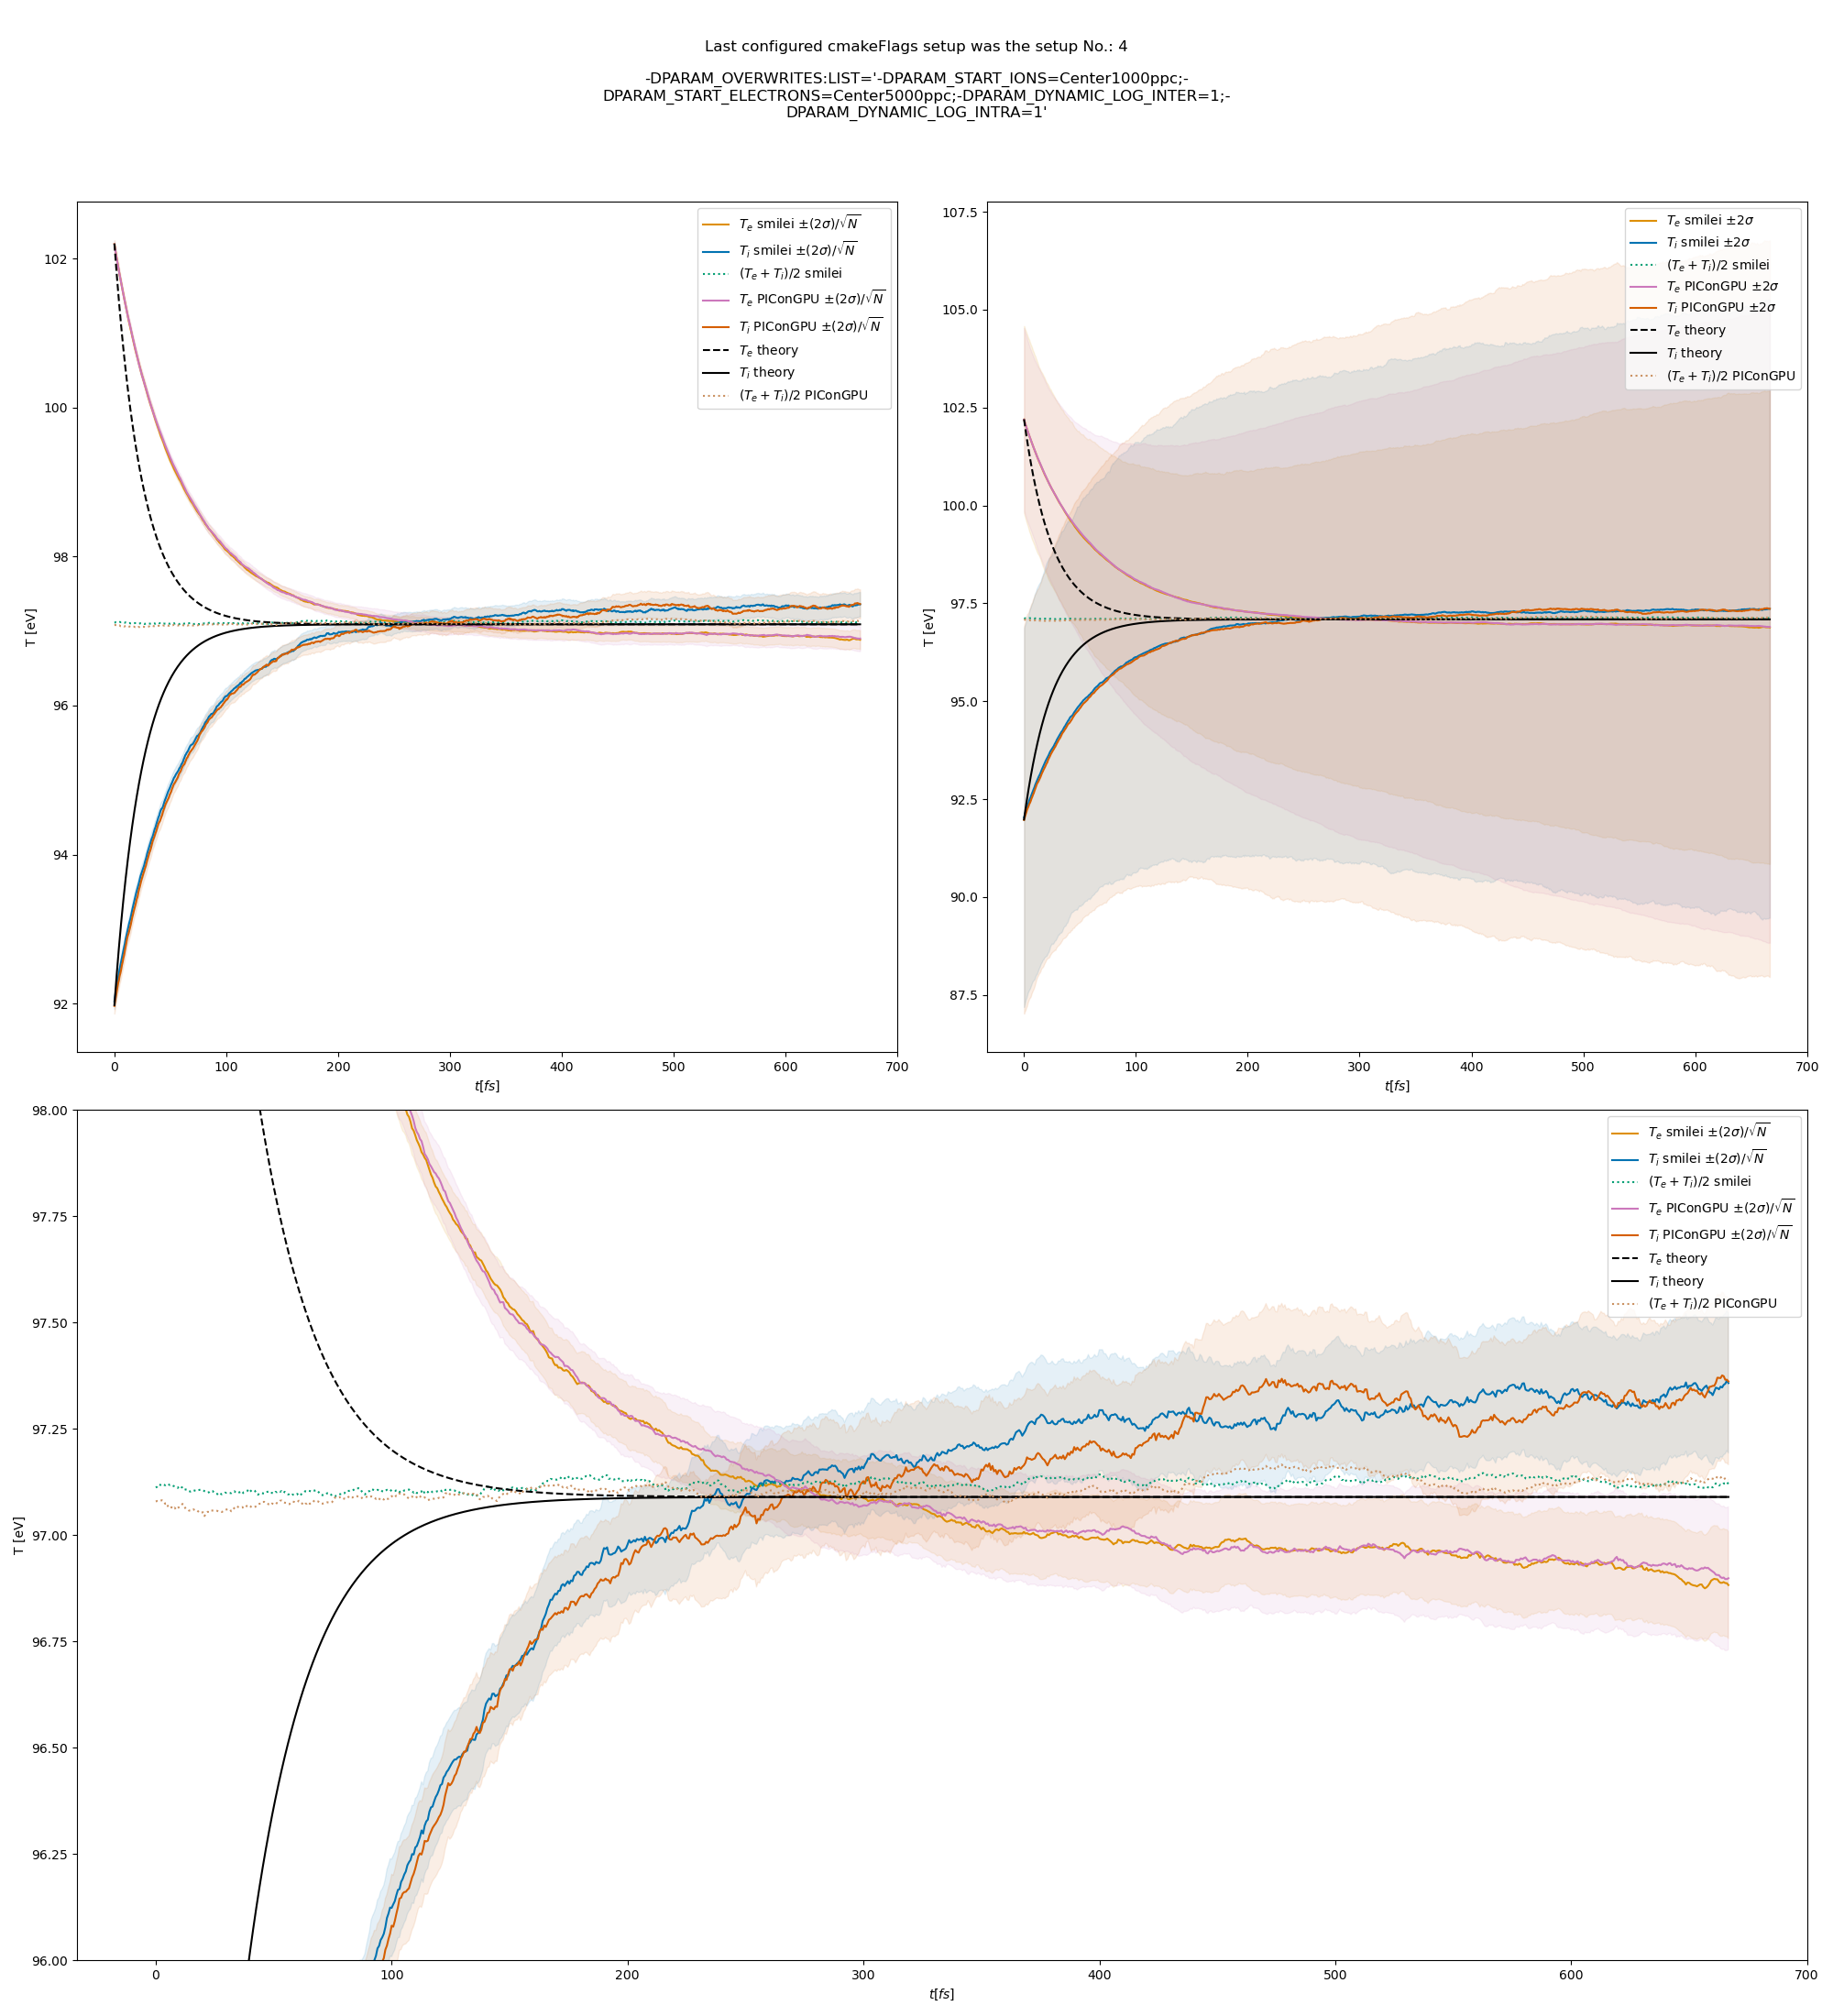 Last configured cmakeFlags setup was the setup No.: 4
-DPARAM_OVERWRITES:LIST='-DPARAM_START_IONS=Center1000ppc;-
DPARAM_START_ELECTRONS=Center5000ppc;-DPARAM_DYNAMIC_LOG_INTER=1;-
DPARAM_DYNAMIC_LOG_INTRA=1'
T [eV]
102
100
98
96
94
92
0 100 200 300 400 500 600 700
t[fs]
T_e smilei ±(2σ)/√N
T_i smilei ±(2σ)/√N
(T_e + T_i)/2 smilei
T_e PIConGPU ±(2σ)/√N
T_i PIConGPU ±(2σ)/√N
T_e theory
T_i theory
(T_e + T_i)/2 PIConGPU
T [eV]
107.5
105.0
102.5
100.0
97.5
95.0
92.5
90.0
87.5
0 100 200 300 400 500 600 700
t[fs]
T_e smilei ±2σ
T_i smilei ±2σ
(T_e + T_i)/2 smilei
T_e PIConGPU ±2σ
T_i PIConGPU ±2σ
T_e theory
T_i theory
(T_e + T_i)/2 PIConGPU
T [eV]
98.00
97.75
97.50
97.25
97.00
96.75
96.50
96.25
96.00
0 100 200 300 400 500 600 700
t[fs]
T_e smilei ±(2σ)/√N
T_i smilei ±(2σ)/√N
(T_e + T_i)/2 smilei
T_e PIConGPU ±(2σ)/√N
T_i PIConGPU ±(2σ)/√N
T_e theory
T_i theory
(T_e + T_i)/2 PIConGPU